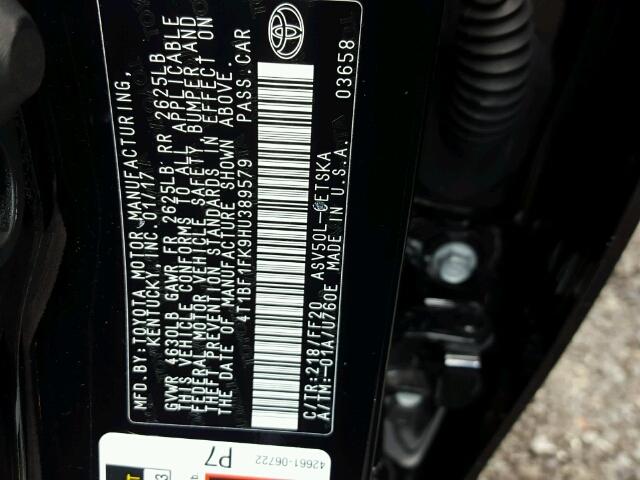 MFD. BY: TOYOTA MOTOR MANUFACTURING,
KENTUCKY, INC. 01/17
GVWR 4630LB GAWR FR 2625LB RR 2625LB
THIS VEHICLE CONFORMS TO ALL APPLICABLE
FEDERAL MOTOR VEHICLE SAFETY, BUMPER, AND
THEFT PREVENTION STANDARDS IN EFFECT ON
THE DATE OF MANUFACTURE SHOWN ABOVE.
4T1BF1FK9HU389579 PASS.CAR
C/TR:218/FF20 ASV50L-CETSKA
A/TM:-01A/U760E MADE IN U.S.A.
03658
42661-06722
P7